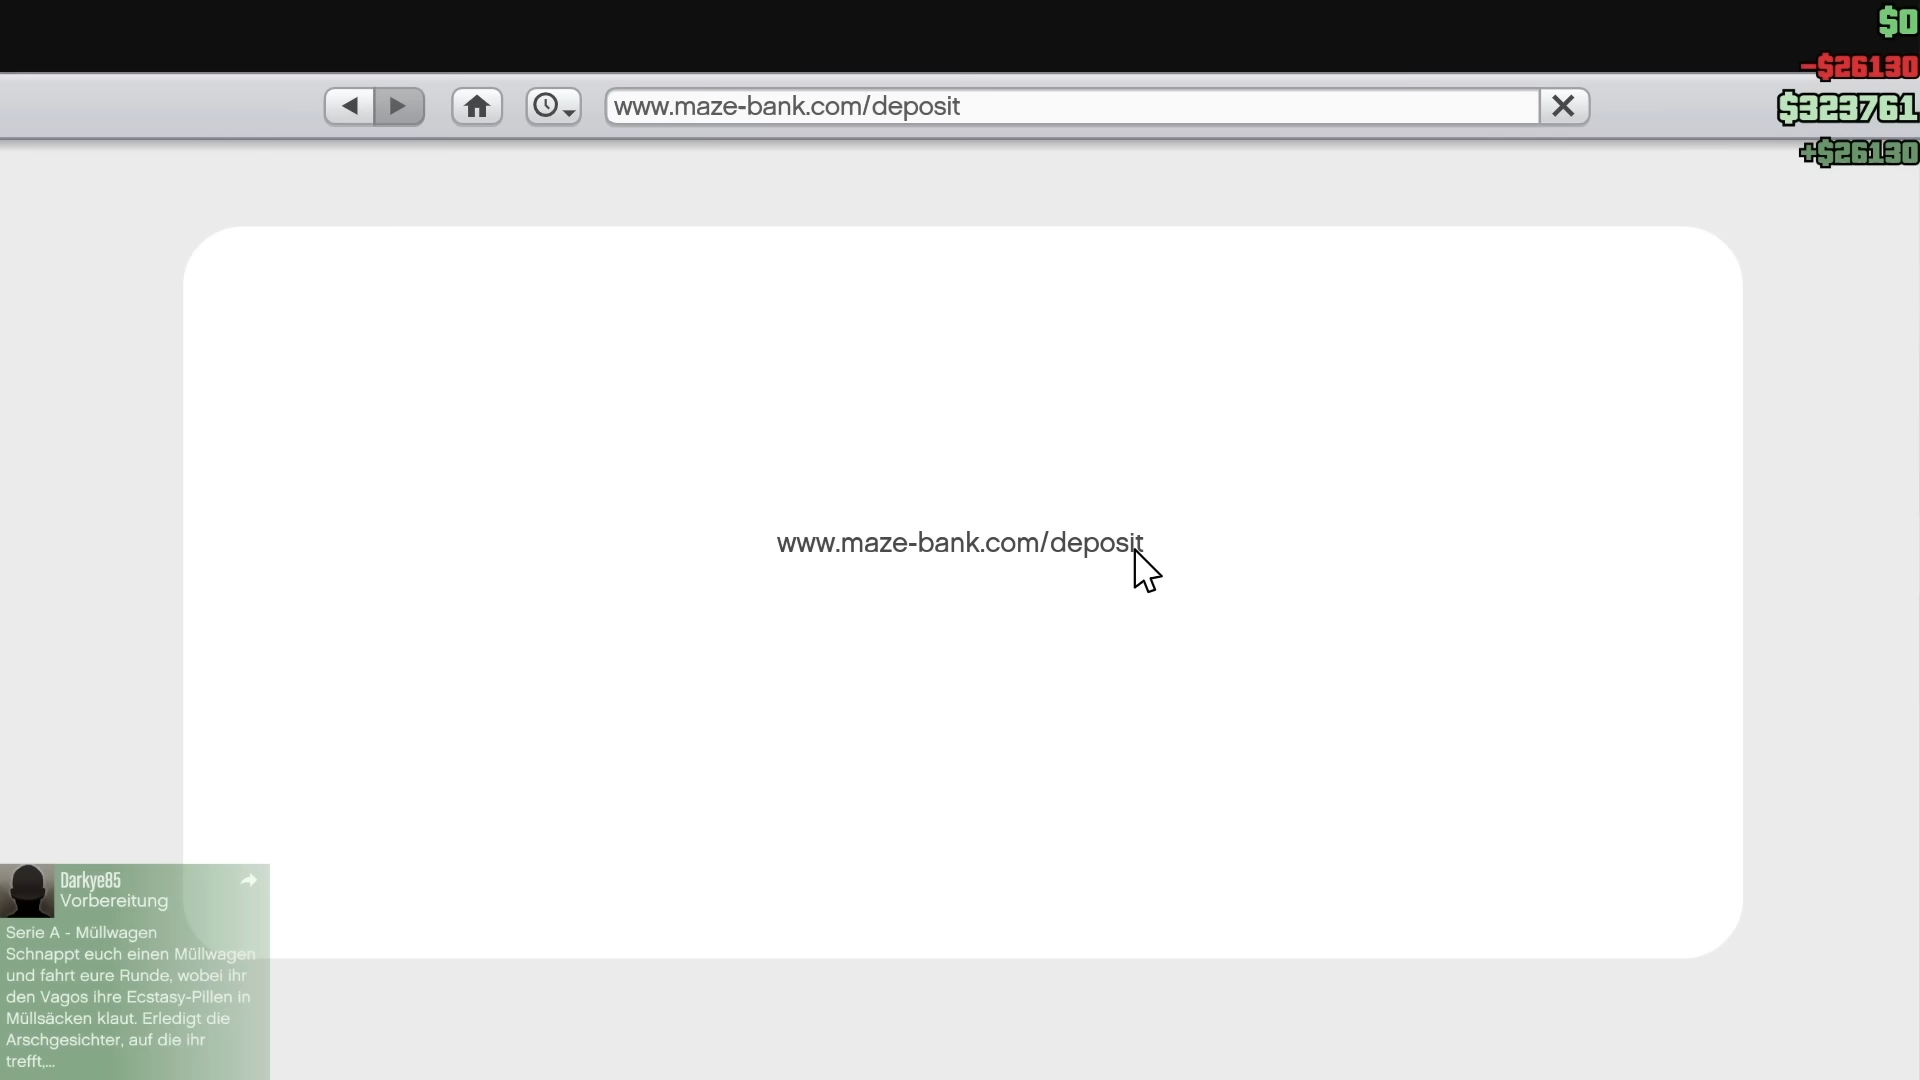 $0
-$26130
www.maze-bank.com/deposit
$323761
+$26130
www.maze-bank.com/deposit
Darkye85
Vorbereitung
Serie A - Müllwagen
Schnappt euch einen Müllwagen
und fahrt eure Runde, wobei ihr
den Vagos ihre Ecstasy-Pillen in
Müllsäcken klaut. Erledigt die
Arschgesichter, auf die ihr
trefft,...